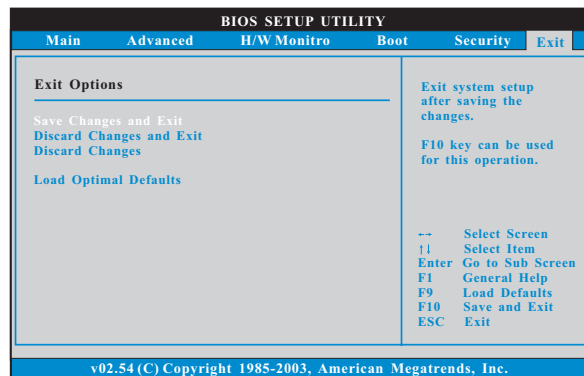 BIOS SETUP UTILITY
Main Advanced H/W Monitro Boot Security Exit
Exit Options
Save Changes and Exit
Discard Changes and Exit
Discard Changes
Load Optimal Defaults
Exit system setup
after saving the
changes.
F10 key can be used
for this operation.
←→ Select Screen
↑↓ Select Item
Enter Go to Sub Screen
F1 General Help
F9 Load Defaults
F10 Save and Exit
ESC Exit
v02.54 (C) Copyright 1985-2003, American Megatrends, Inc.